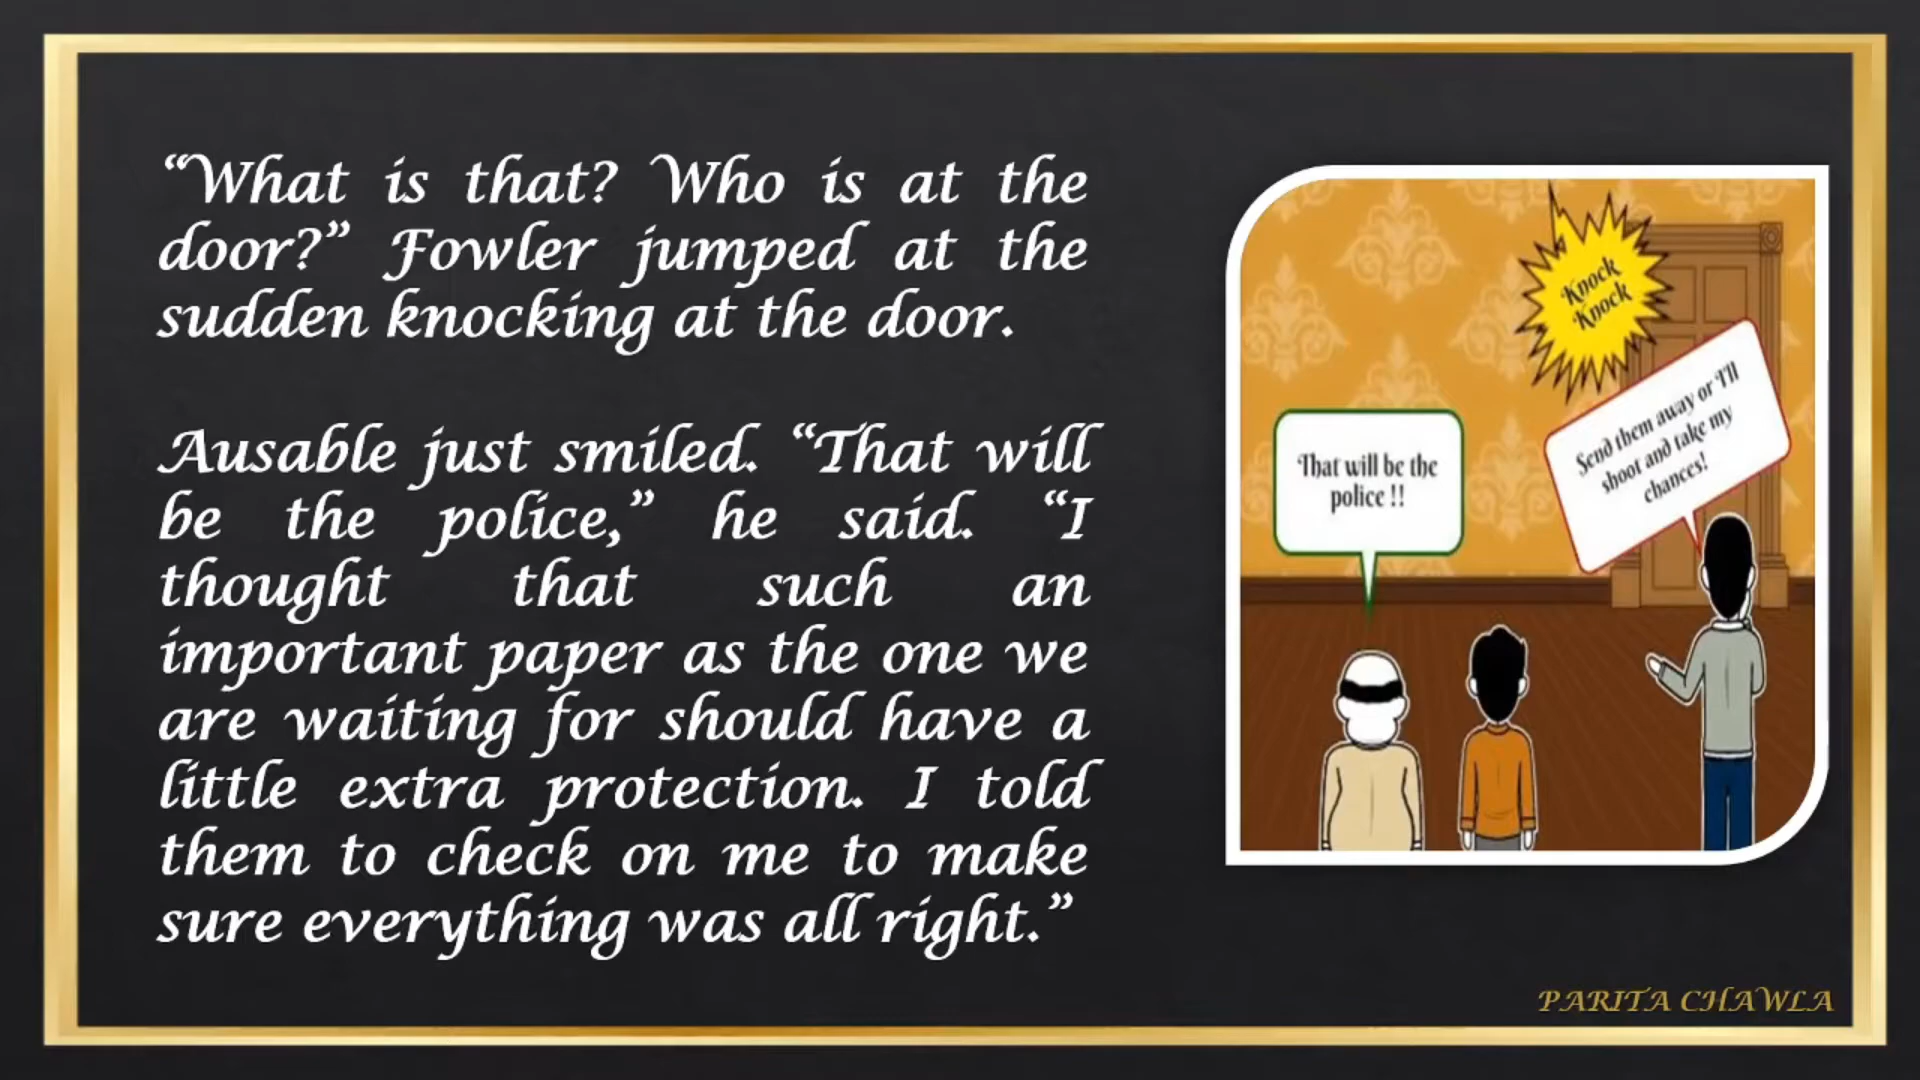 “What is that? Who is at the
door?” Fowler jumped at the
sudden knocking at the door.
Ausable just smiled. “That will
be the police,” he said. “I
thought that such an
important paper as the one we
are waiting for should have a
little extra protection. I told
them to check on me to make
sure everything was all right.”
Knock
Knock
That will be the
police !!
Send them away or I'll
shoot and take my
chances!
PARITA CHAWLA